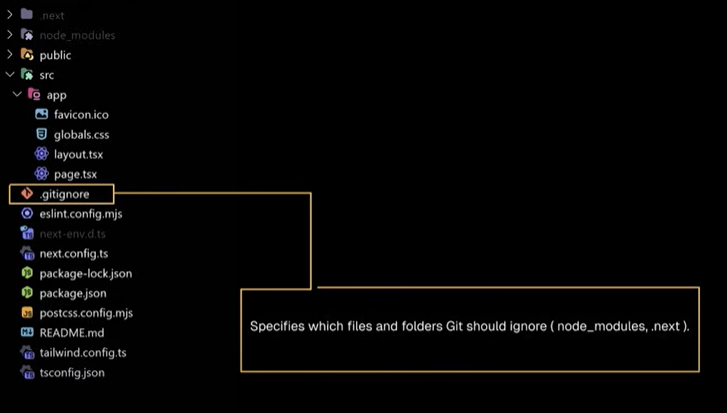 .next
node_modules
public
src
app
favicon.ico
globals.css
layout.tsx
page.tsx
.gitignore
eslint.config.mjs
next-env.d.ts
next.config.ts
package-lock.json
package.json
postcss.config.mjs
README.md
tailwind.config.ts
tsconfig.json
Specifies which files and folders Git should ignore ( node_modules, .next ).